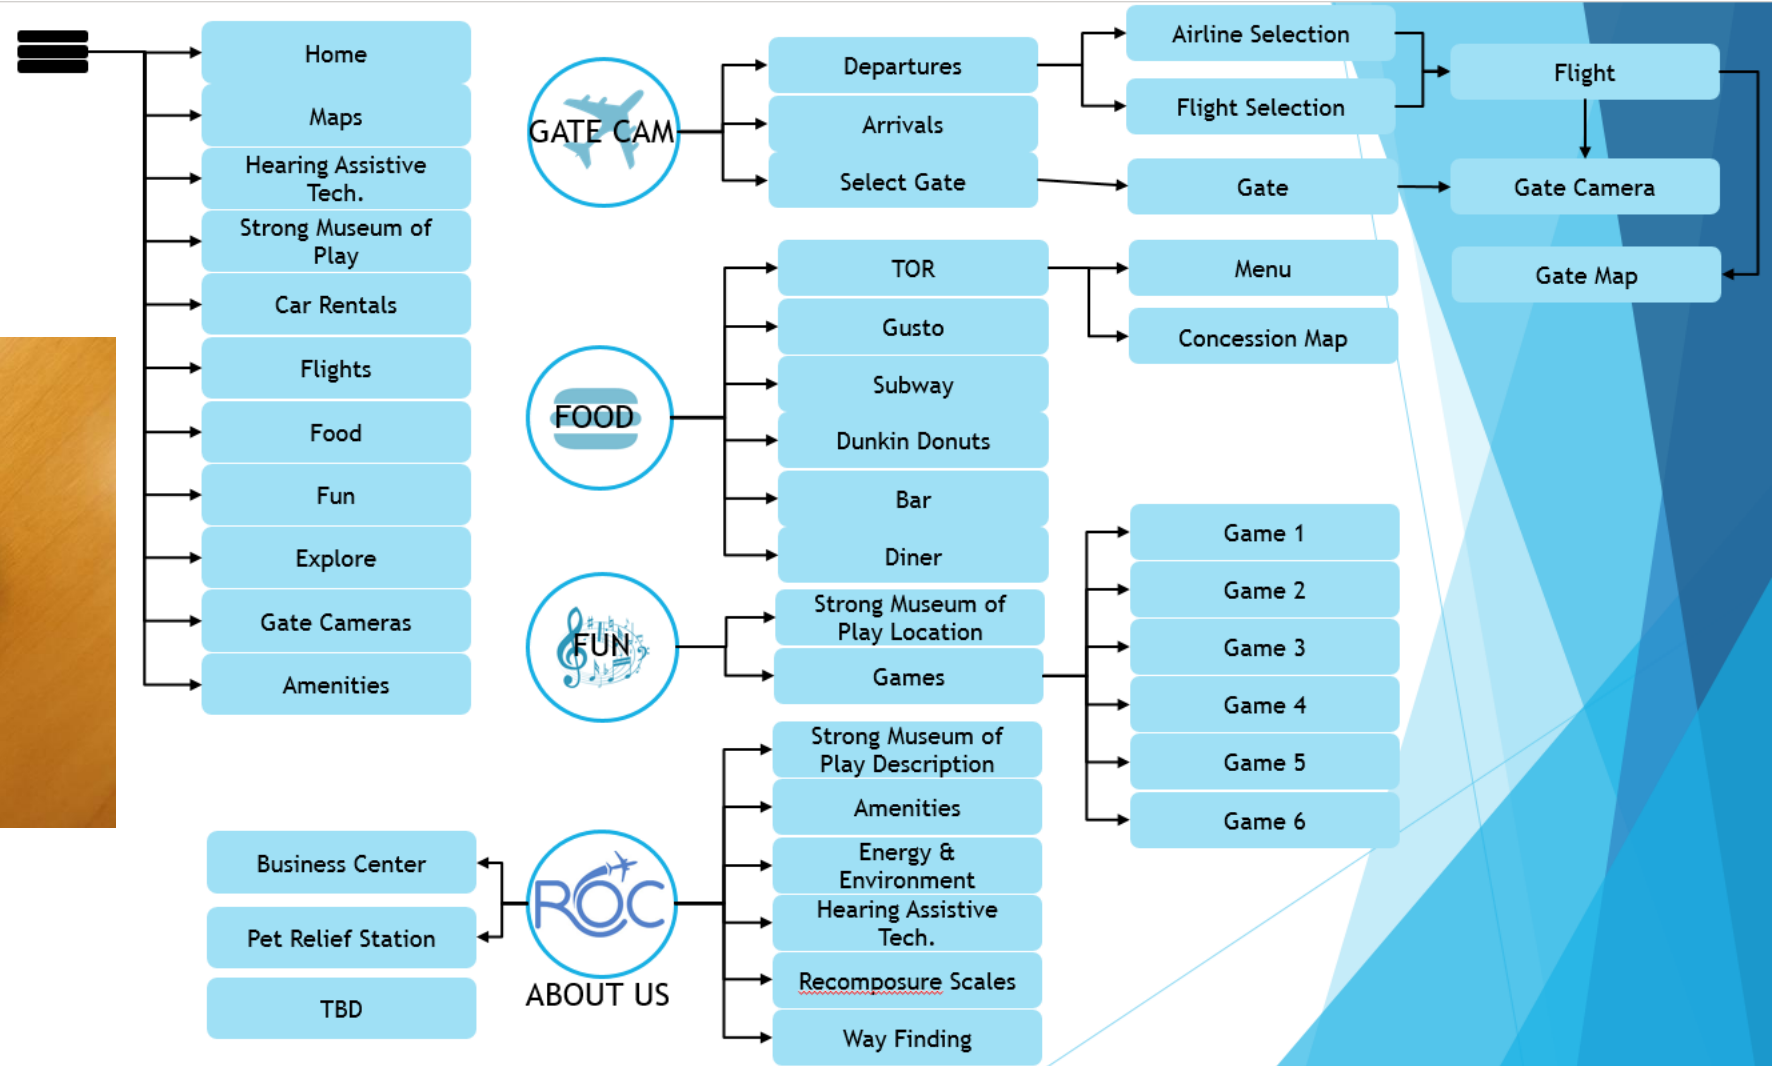 Home
Maps
Hearing Assistive
Tech.
Strong Museum of
Play
Car Rentals
Flights
Food
Fun
Explore
Gate Cameras
Amenities
GATE CAM
Departures
Arrivals
Select Gate
Airline Selection
Flight Selection
Gate
Flight
Gate Camera
Gate Map
FOOD
TOR
Gusto
Subway
Dunkin Donuts
Bar
Diner
Menu
Concession Map
FUN
Strong Museum of
Play Location
Games
Game 1
Game 2
Game 3
Game 4
Game 5
Game 6
ROC
ABOUT US
Business Center
Pet Relief Station
TBD
Strong Museum of
Play Description
Amenities
Energy &
Environment
Hearing Assistive
Tech.
Recomposure Scales
Way Finding